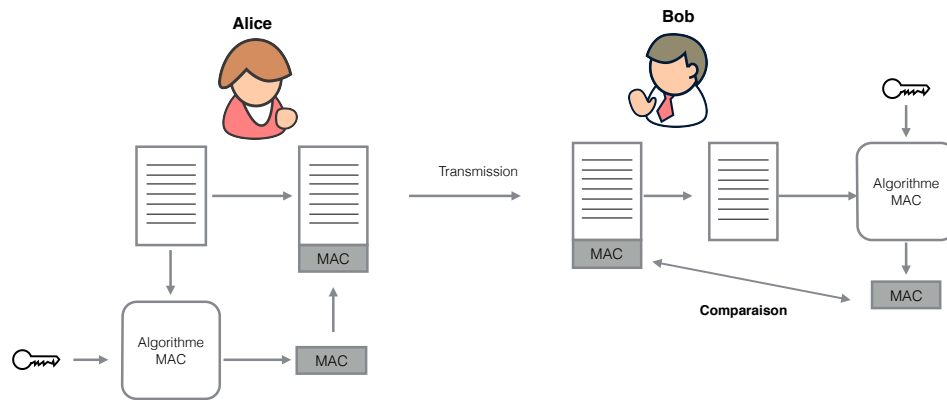 Alice
Bob
Transmission
Algorithme
MAC
MAC
MAC
MAC
Comparaison
Algorithme
MAC
MAC